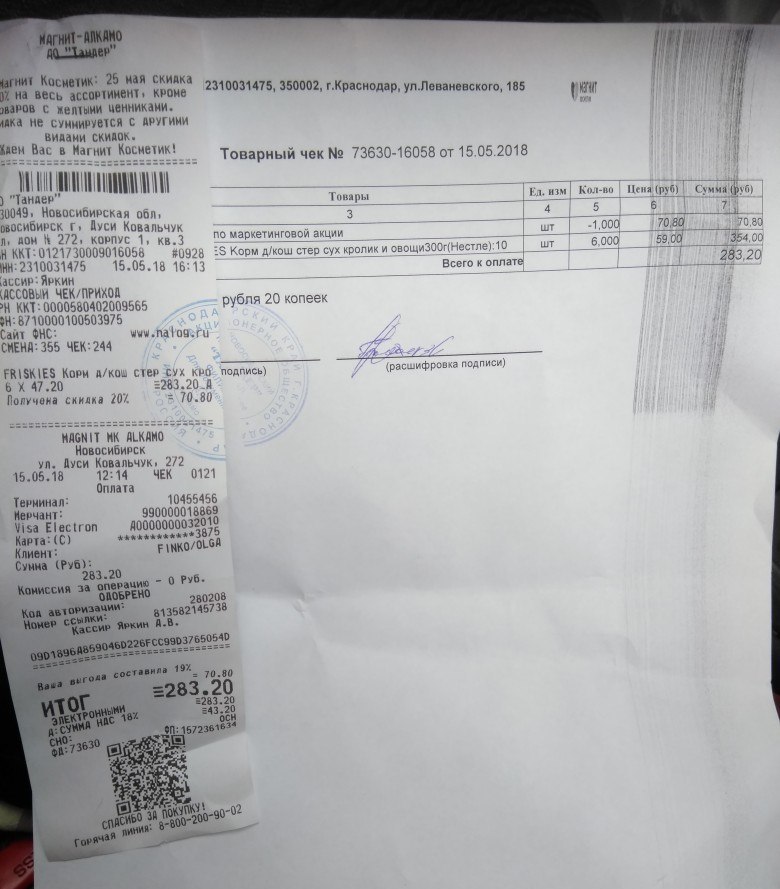 МАГНИТ-АЛКАМО
АО "Тандер"
Магнит Косметик: 25 мая скидка
0% на весь ассортимент, кроме
оваров с желтыми ценниками.
идка не суммируется с другими
видами скидок.
Ждем Вас в Магнит Косметик!
О "Тандер"
30049, Новосибирская обл,
овосибирск г, Дуси Ковальчук
л, дом № 272, корпус 1, кв.3
Н ККТ:0121730009016058 #0928
НН:2310031475 15.05.18 16:13
Кассир:Яркин
КАССОВЫЙ ЧЕК/ПРИХОД
РН ККТ:0000580402009565
ФН:8710000100503975
Сайт ФНС: www.nalog.ru
СМЕНА:355 ЧЕК:244
FRISKIES Корм д/кош стер сух кро
6 X 47.20 ≡283.20_А
Получена скидка 20% = 70.80
MAGNIT MK ALKAMO
Новосибирск
ул. Дуси Ковальчук, 272
15.05.18 12:14 ЧЕК 0121
Оплата
Терминал: 10455456
Мерчант: 990000018869
Visa Electron A0000000032010
Карта:(C) ************3875
Клиент: FINKO/OLGA
Сумма (Руб):
283.20
Комиссия за операцию - 0 Руб.
ОДОБРЕНО
Код авторизации: 280208
Номер ссылки: 813582145738
Кассир Яркин А.В.
09D1896A859046D226FCC99D3765054D
Ваша выгода составила 19%
= 70.80
ИТОГ ≡283.20
ЭЛЕКТРОННЫМИ ≡283.20
А:СУММА НДС 18% ≡43.20
СНО: ОСН
ФД:73630 ФП:1572361634
СПАСИБО ЗА ПОКУПКУ!
Горячая линия: 8-800-200-90-02
2310031475, 350002, г.Краснодар, ул.Леваневского, 185
магнит
Товарный чек № 73630-16058 от 15.05.2018
Товары Ед. изм Кол-во Цена (руб) Сумма (руб)
3 4 5 6 7
по маркетинговой акции шт -1,000 70,80 70,80
ES Корм д/кош стер сух кролик и овощи300г(Нестле):10 шт 6,000 59,00 354,00
Всего к оплате 283,20
рубля 20 копеек
подпись)
(расшифровка подписи)